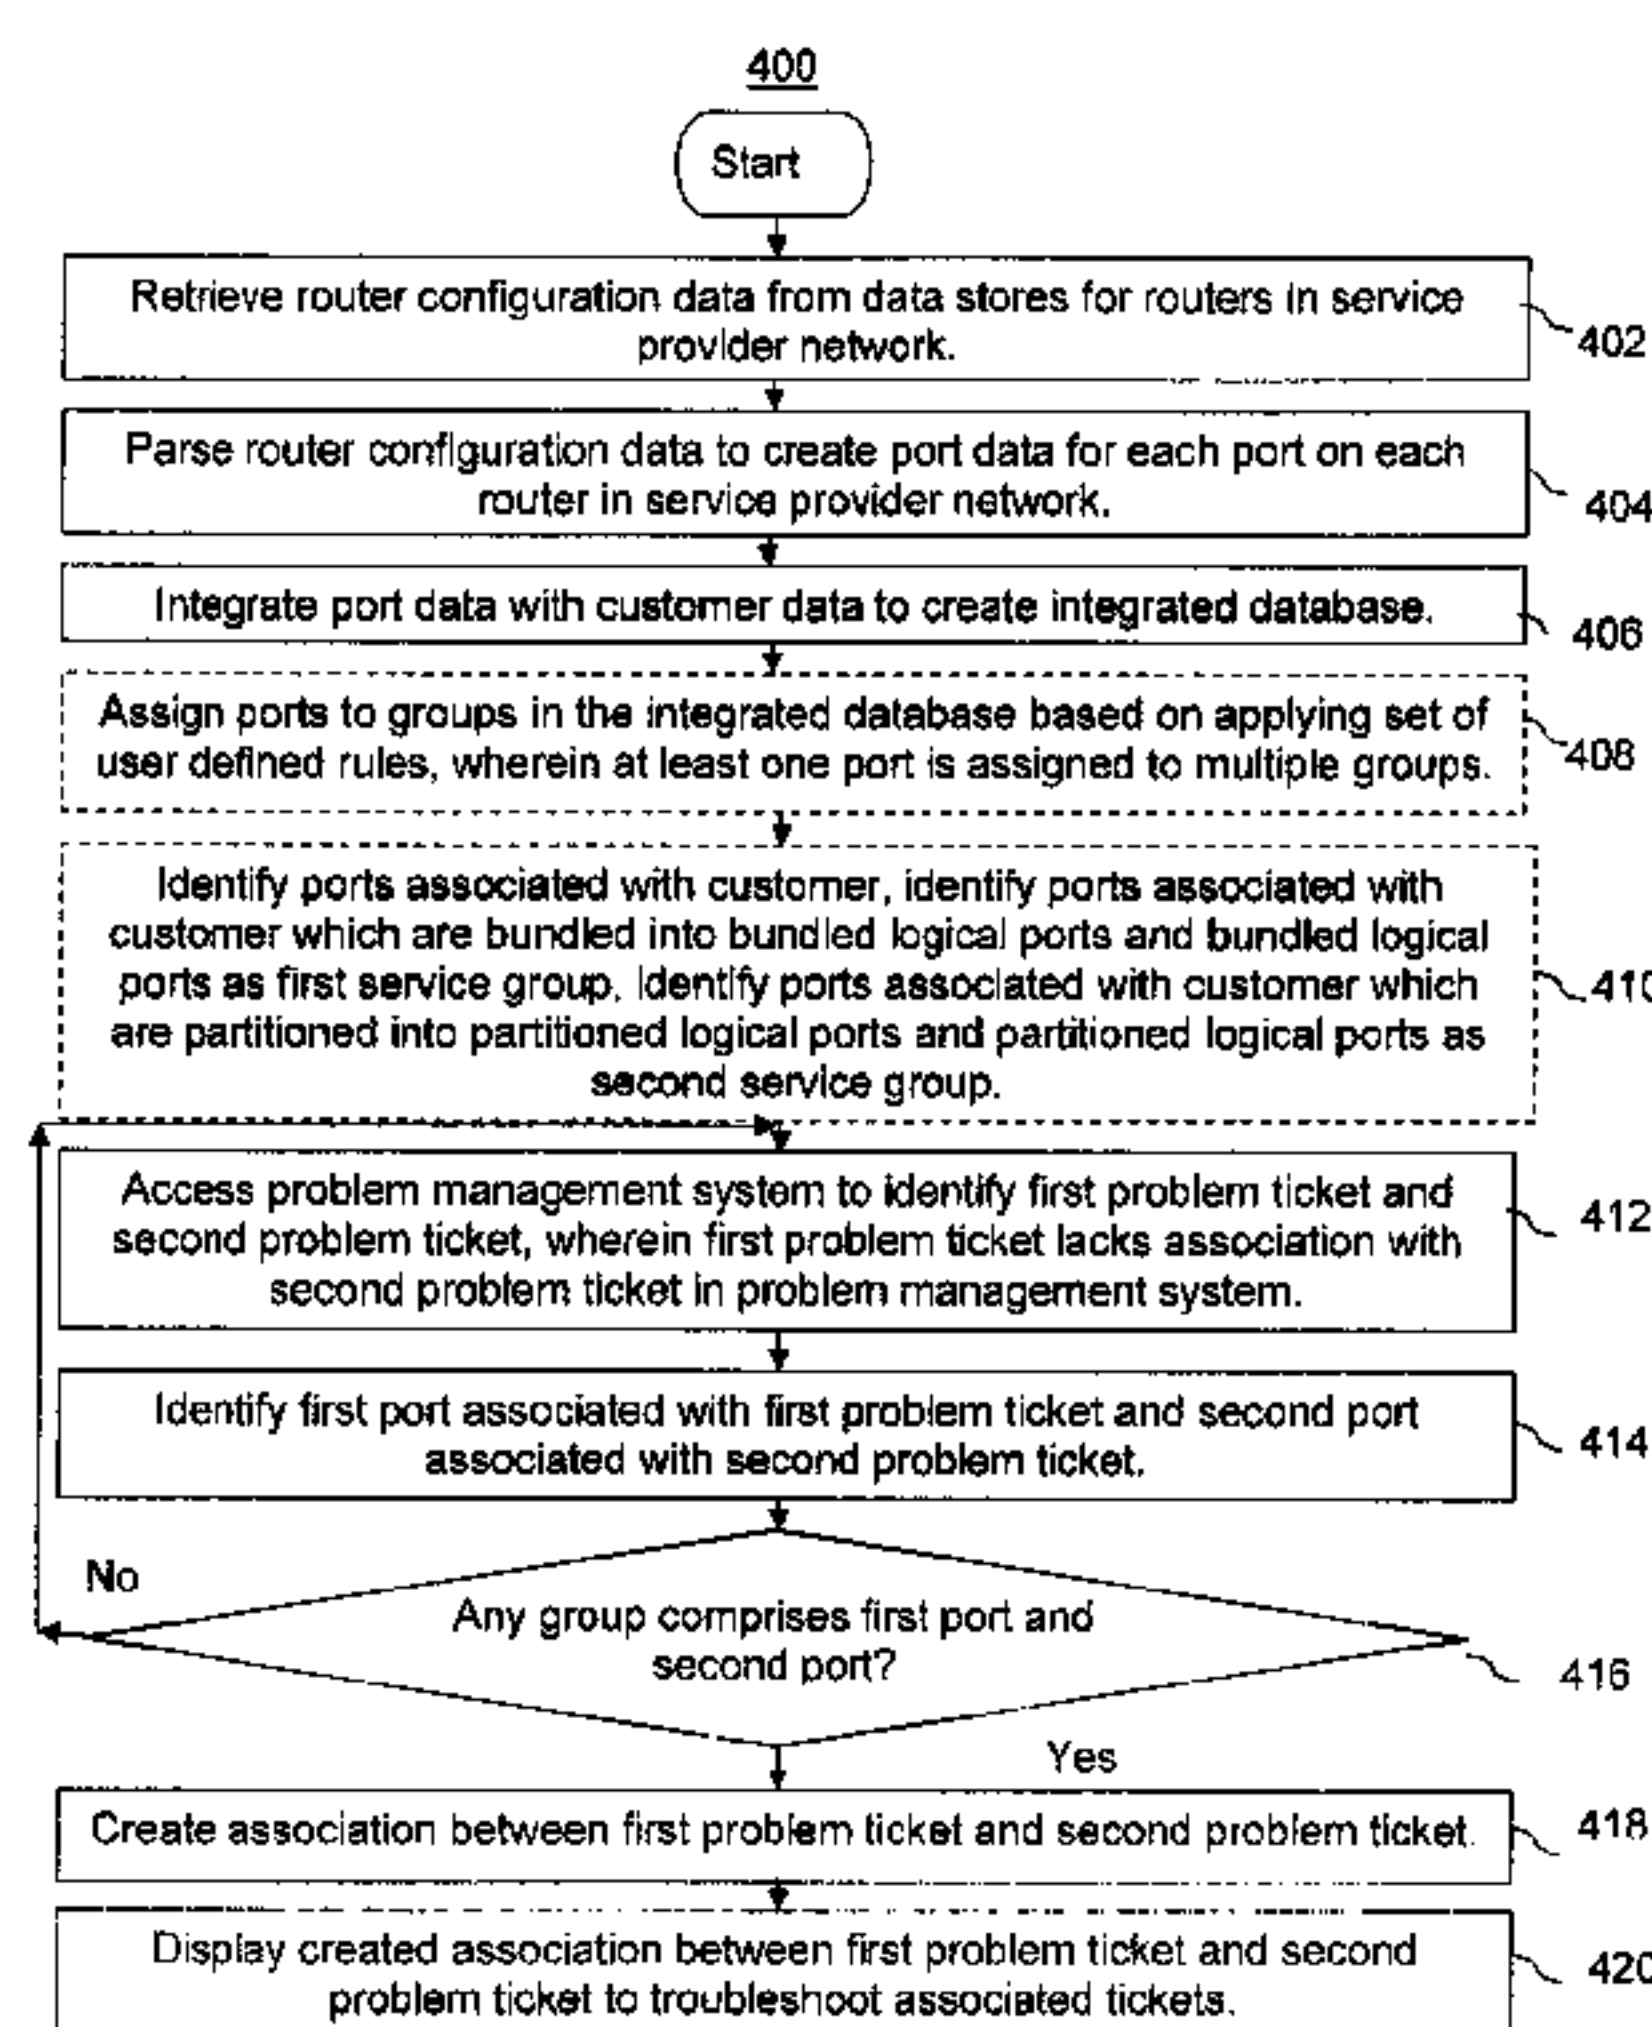 400
Start
Retrieve router configuration data from data stores for routers in service
provider network.
402
Parse router configuration data to create port data for each port on each
router in service provider network.
404
Integrate port data with customer data to create integrated database.
406
Assign ports to groups in the integrated database based on applying set of
user defined rules, wherein at least one port is assigned to multiple groups.
408
Identify ports associated with customer, identify ports associated with
customer which are bundled into bundled logical ports and bundled logical
ports as first service group, Identify ports associated with customer which
are partitioned into partitioned logical ports and partitioned logical ports as
second service group.
410
Access problem management system to identify first problem ticket and
second problem ticket, wherein first problem ticket lacks association with
second problem ticket in problem management system.
412
Identify first port associated with first problem ticket and second port
associated with second problem ticket.
414
No
Any group comprises first port and
second port?
416
Yes
Create association between first problem ticket and second problem ticket.
418
Display created association between first problem ticket and second
problem ticket to troubleshoot associated tickets.
420